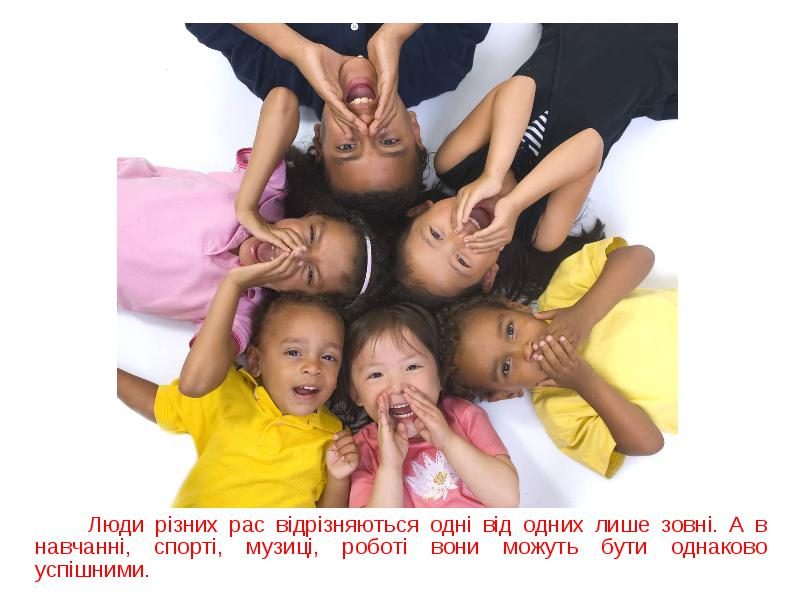 Люди різних рас відрізняються одні від одних лише зовні. А в
навчанні, спорті, музиці, роботі вони можуть бути однаково
успішними.